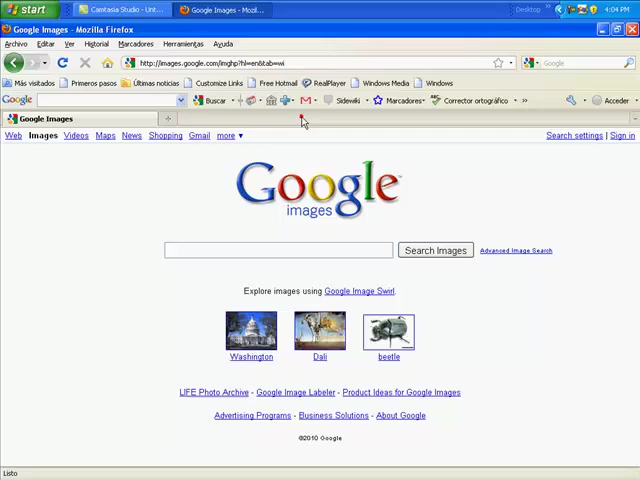 start Camtasia Studio - Unt... Google Images - Mozil... Desktop » 4:04 PM
Google Images - Mozilla Firefox
Archivo Editar Ver Historial Marcadores Herramientas Ayuda
http://images.google.com/imghp?hl=en&tab=wi Google
Más visitados Primeros pasos Últimas noticias Customize Links Free Hotmail RealPlayer Windows Media Windows
Google Buscar Sidewiki Marcadores Corrector ortográfico » Acceder
Google Images
Web Images Videos Maps News Shopping Gmail more ▼ Search settings | Sign in
Google
images
Search Images Advanced Image Search
Explore images using Google Image Swirl.
Washington Dali beetle
LIFE Photo Archive - Google Image Labeler - Product Ideas for Google Images
Advertising Programs - Business Solutions - About Google
©2010 Google
Listo